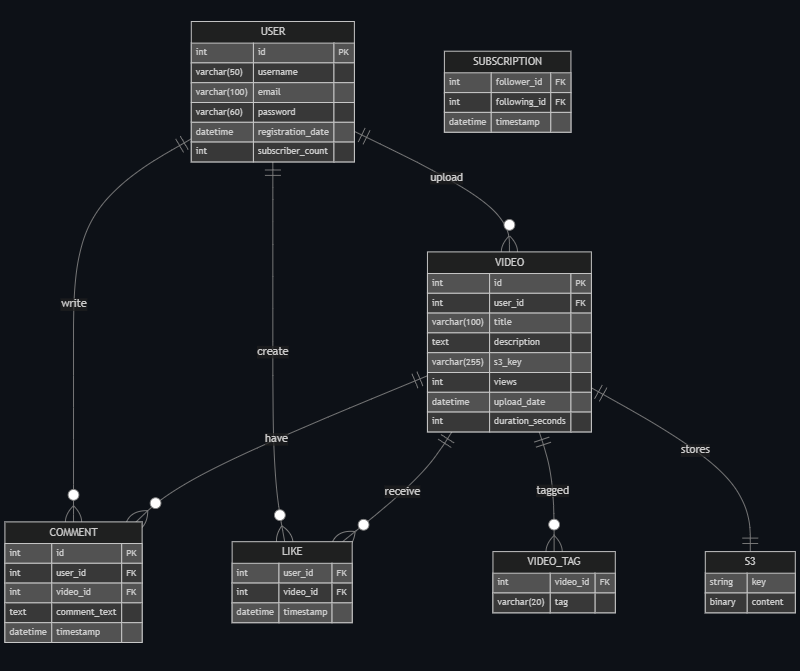 USER
int id PK
varchar(50) username
varchar(100) email
varchar(60) password
datetime registration_date
int subscriber_count
SUBSCRIPTION
int follower_id FK
int following_id FK
datetime timestamp
upload
write
create
VIDEO
int id PK
int user_id FK
varchar(100) title
text description
varchar(255) s3_key
int views
datetime upload_date
int duration_seconds
have
receive
tagged
stores
COMMENT
int id PK
int user_id FK
int video_id FK
text comment_text
datetime timestamp
LIKE
int user_id FK
int video_id FK
datetime timestamp
VIDEO_TAG
int video_id FK
varchar(20) tag
S3
string key
binary content